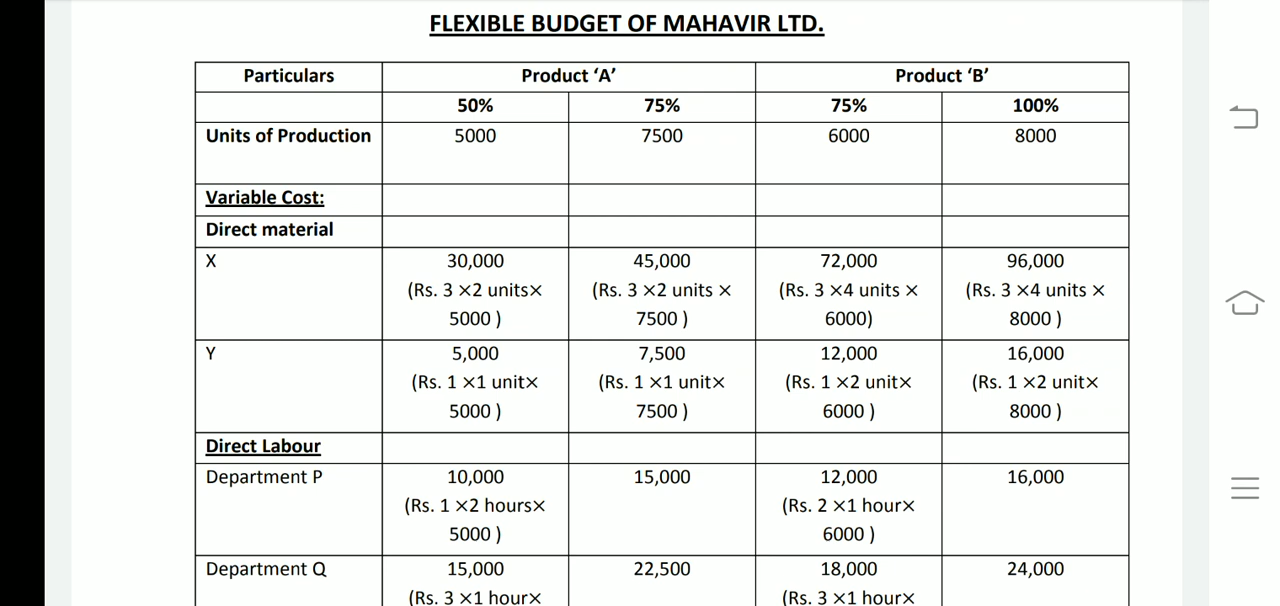 FLEXIBLE BUDGET OF MAHAVIR LTD.
Particulars Product ‘A’ Product ‘B’
50% 75% 75% 100%
Units of Production 5000 7500 6000 8000
Variable Cost:
Direct material
X 30,000 45,000 72,000 96,000
(Rs. 3 ×2 units× (Rs. 3 ×2 units × (Rs. 3 ×4 units × (Rs. 3 ×4 units ×
5000 ) 7500 ) 6000) 8000 )
Y 5,000 7,500 12,000 16,000
(Rs. 1 ×1 unit× (Rs. 1 ×1 unit× (Rs. 1 ×2 unit× (Rs. 1 ×2 unit×
5000 ) 7500 ) 6000 ) 8000 )
Direct Labour
Department P 10,000 15,000 12,000 16,000
(Rs. 1 ×2 hours× (Rs. 2 ×1 hour×
5000 ) 6000 )
Department Q 15,000 22,500 18,000 24,000
(Rs. 3 ×1 hour× (Rs. 3 ×1 hour×